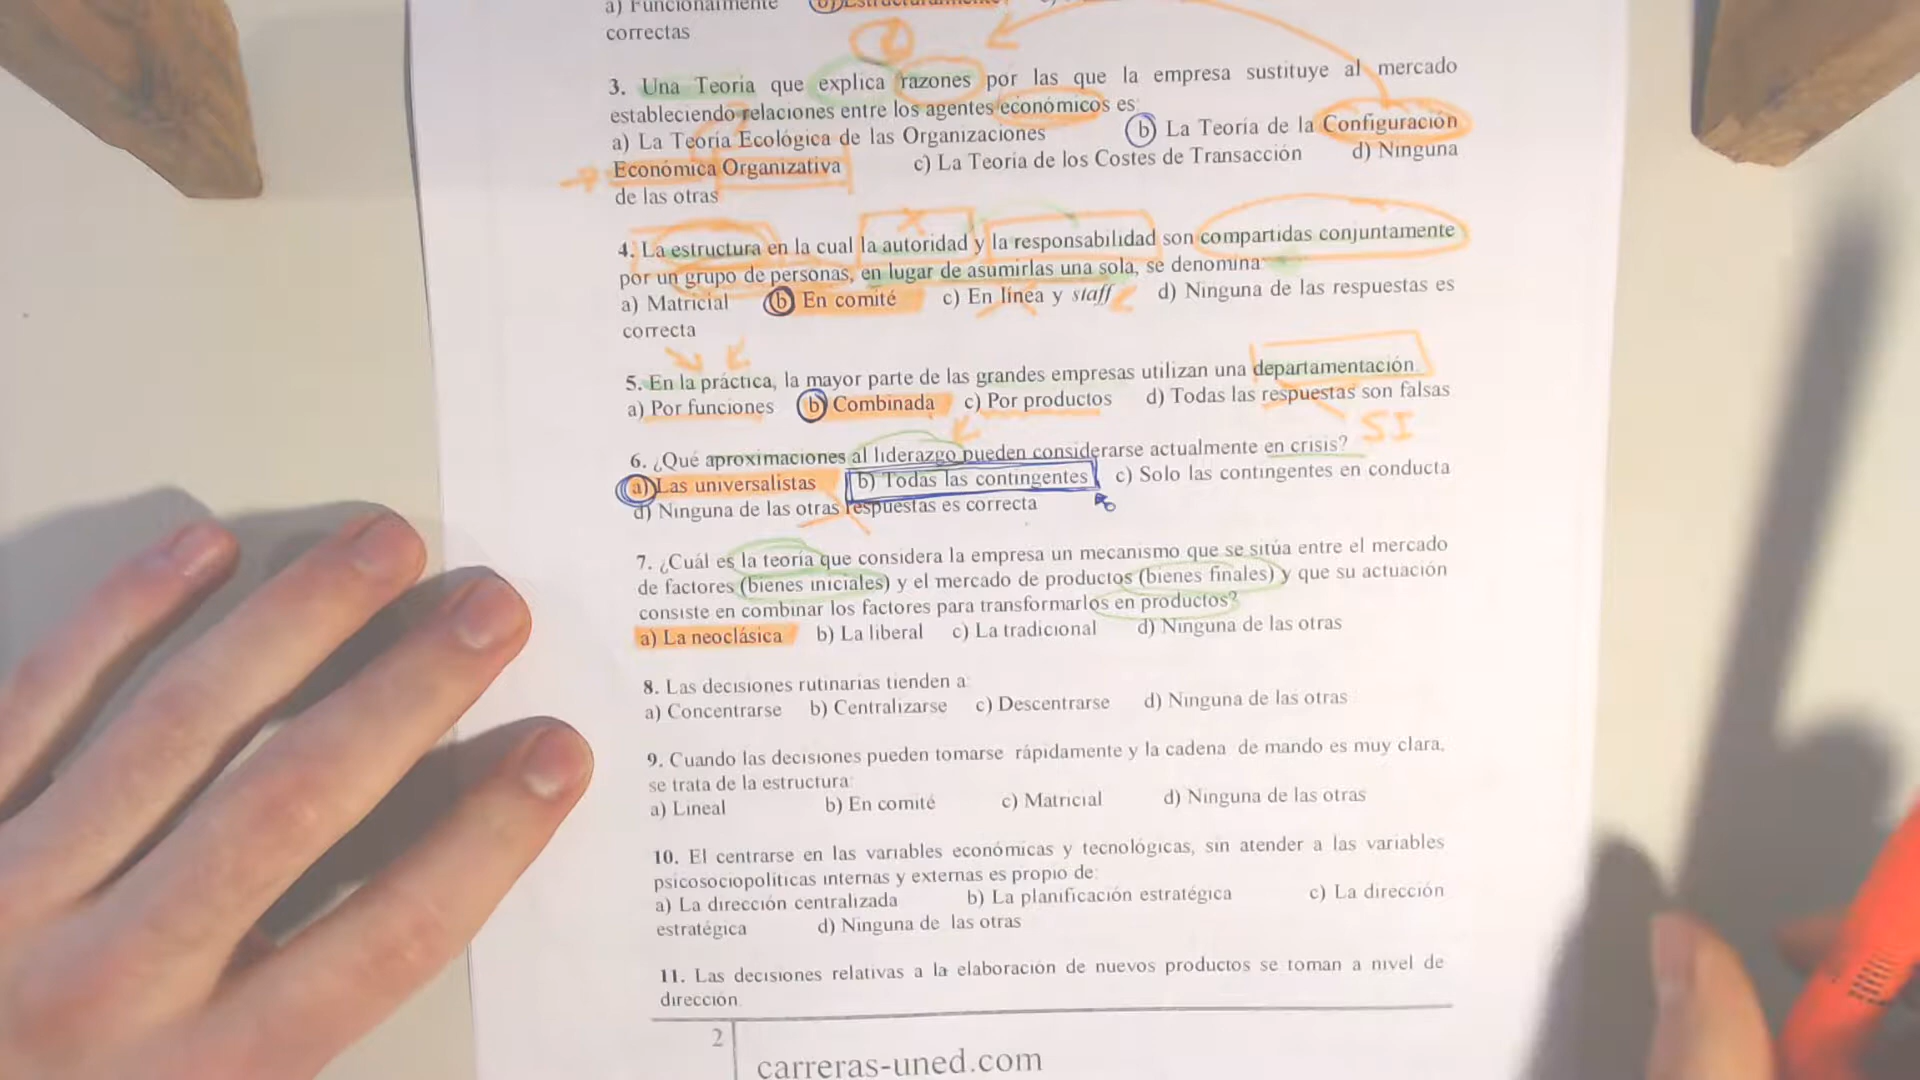 a) Funcionalmente b) Estructuralmente
correctas
3. Una Teoría que explica razones por las que la empresa sustituye al mercado
estableciendo relaciones entre los agentes económicos es:
a) La Teoría Ecológica de las Organizaciones b) La Teoría de la Configuración
Económica Organizativa c) La Teoría de los Costes de Transacción d) Ninguna
de las otras
4. La estructura en la cual la autoridad y la responsabilidad son compartidas conjuntamente
por un grupo de personas, en lugar de asumirlas una sola, se denomina:
a) Matricial b) En comité c) En línea y staff d) Ninguna de las respuestas es
correcta
5. En la práctica, la mayor parte de las grandes empresas utilizan una departamentación.
a) Por funciones b) Combinada c) Por productos d) Todas las respuestas son falsas
SI
6. ¿Qué aproximaciones al liderazgo pueden considerarse actualmente en crisis?
a) Las universalistas b) Todas las contingentes c) Solo las contingentes en conducta
d) Ninguna de las otras respuestas es correcta
7. ¿Cuál es la teoría que considera la empresa un mecanismo que se sitúa entre el mercado
de factores (bienes iniciales) y el mercado de productos (bienes finales) y que su actuación
consiste en combinar los factores para transformarlos en productos?
a) La neoclásica b) La liberal c) La tradicional d) Ninguna de las otras
8. Las decisiones rutinarias tienden a:
a) Concentrarse b) Centralizarse c) Descentrarse d) Ninguna de las otras
9. Cuando las decisiones pueden tomarse rápidamente y la cadena de mando es muy clara,
se trata de la estructura:
a) Lineal b) En comité c) Matricial d) Ninguna de las otras
10. El centrarse en las variables económicas y tecnológicas, sin atender a las variables
psicosociopolíticas internas y externas es propio de:
a) La dirección centralizada b) La planificación estratégica c) La dirección
estratégica d) Ninguna de las otras
11. Las decisiones relativas a la elaboración de nuevos productos se toman a nivel de
dirección
2
carreras-uned.com